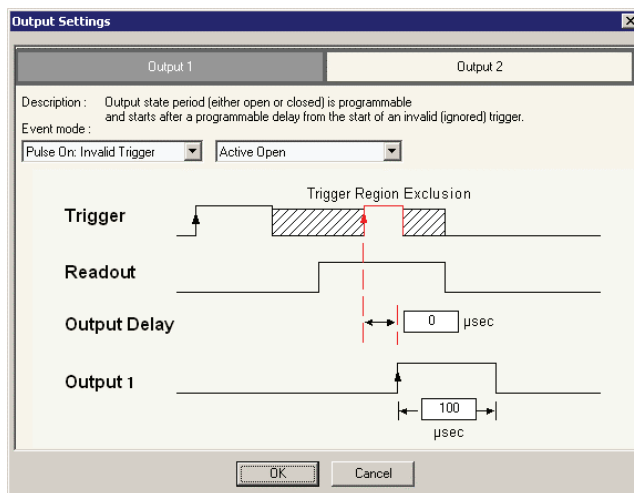 Output Settings
Output 1
Output 2
Description : Output state period (either open or closed) is programmable
and starts after a programmable delay from the start of an invalid (ignored) trigger.
Event mode :
Pulse On: Invalid Trigger
Active Open
Trigger Region Exclusion
Trigger
Readout
Output Delay
0 µsec
Output 1
100
µsec
OK
Cancel